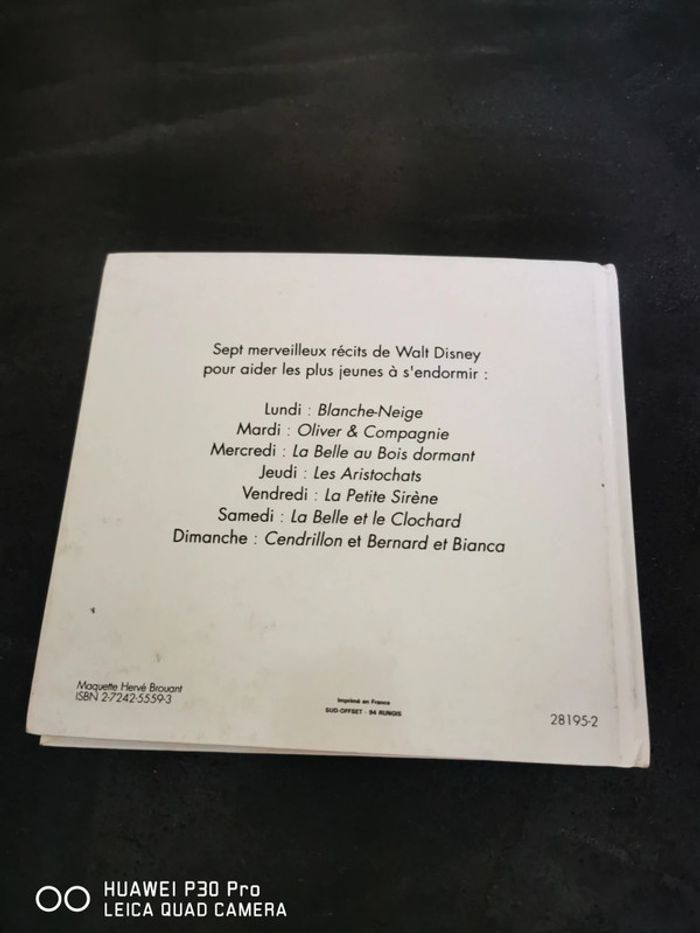 Sept merveilleux récits de Walt Disney
pour aider les plus jeunes à s'endormir :
Lundi : Blanche-Neige
Mardi : Oliver & Compagnie
Mercredi : La Belle au Bois dormant
Jeudi : Les Aristochats
Vendredi : La Petite Sirène
Samedi : La Belle et le Clochard
Dimanche : Cendrillon et Bernard et Bianca
Maquette Hervé Brouant
ISBN 2-7242-5559-3
Imprimé en France
SUD-OFFSET - 94 RUNGIS
28195-2
HUAWEI P30 Pro
LEICA QUAD CAMERA